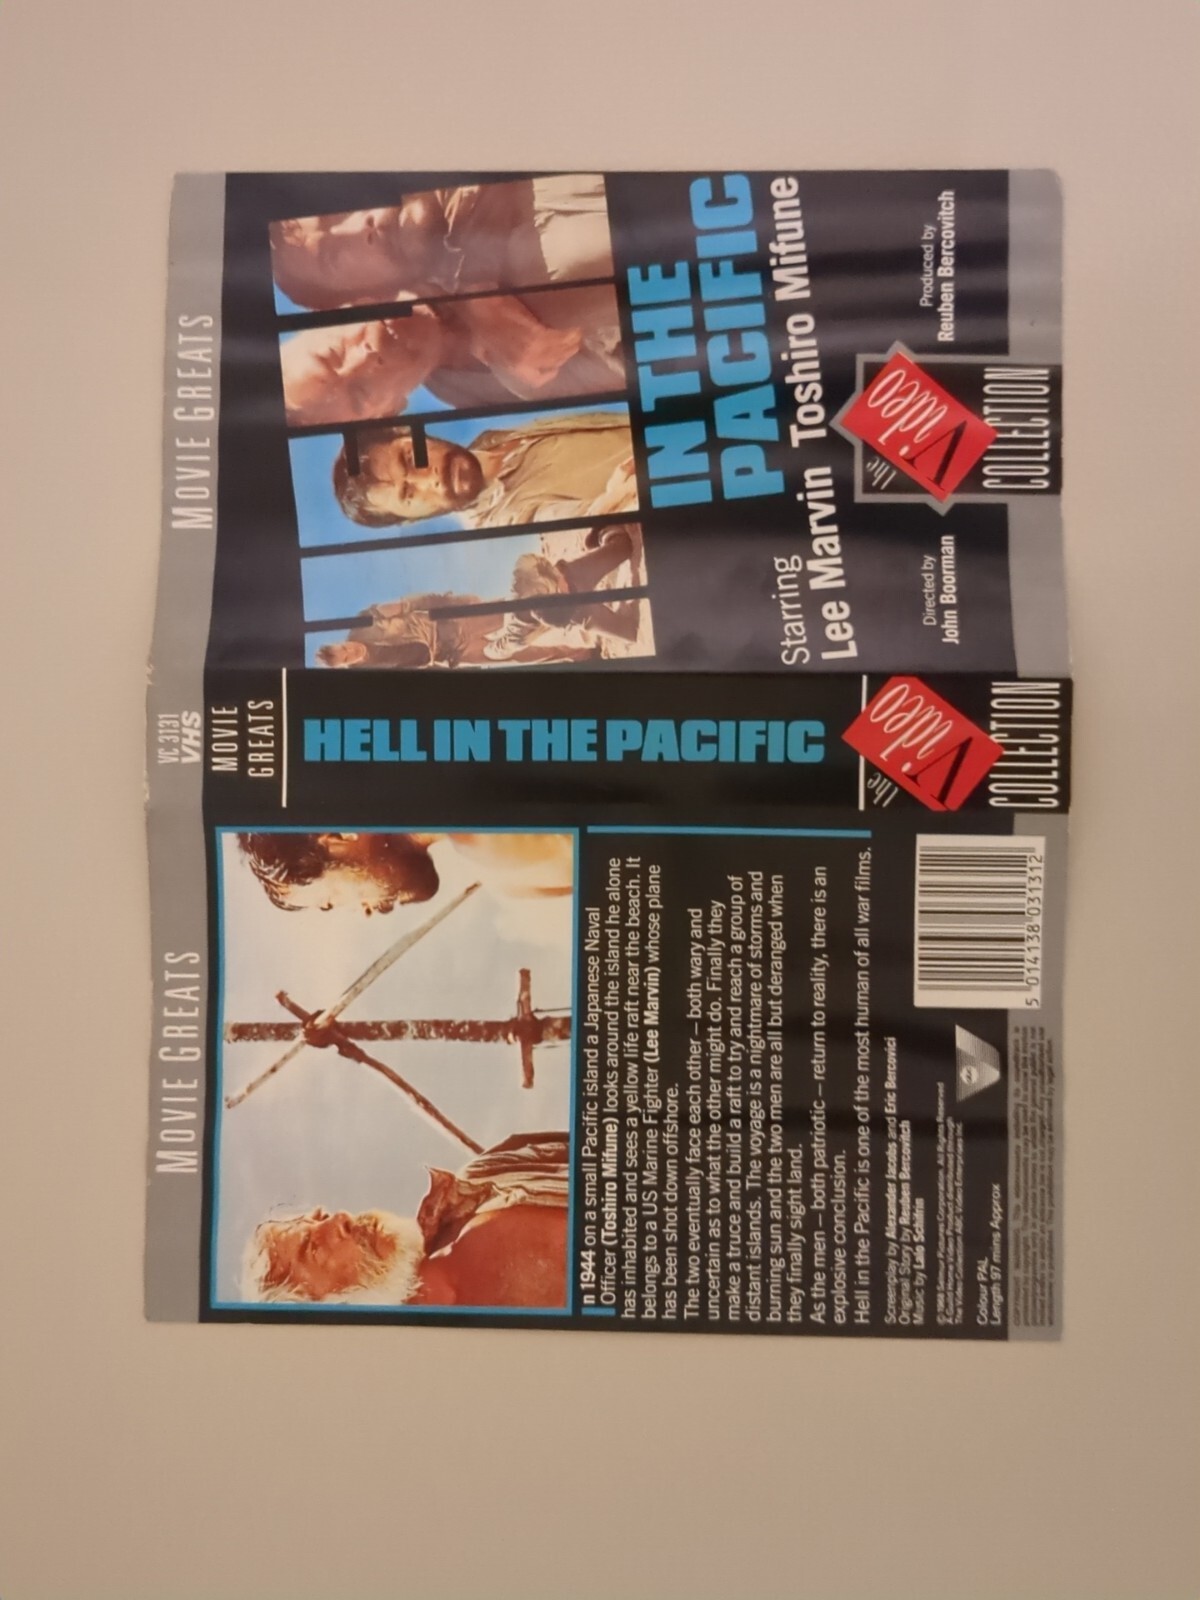 MOVIE GREATS
In 1944 on a small Pacific island a Japanese Naval
Officer (Toshiro Mifune) looks around the island he alone
has inhabited and sees a yellow life raft near the beach. It
belongs to a US Marine Fighter (Lee Marvin) whose plane
has been shot down offshore.
The two eventually face each other – both wary and
uncertain as to what the other might do. Finally they
make a truce and build a raft to try and reach a group of
distant islands. The voyage is a nightmare of storms and
burning sun and the two men are all but deranged when
they finally sight land.
As the men – both patriotic – return to reality, there is an
explosive conclusion.
Hell in the Pacific is one of the most human of all war films.
Screenplay by Alexander Jacobs and Eric Bercovici
Original Story by Reuben Bercovitch
Music by Lalo Schifrin
Colour PAL
Length 97 mins Approx
abc
5 014138 031312
VC 3131
VHS
MOVIE
GREATS
HELL IN THE PACIFIC
the
Video
COLLECTION
MOVIE GREATS
HELL
IN THE
PACIFIC
Starring
Lee Marvin Toshiro Mifune
Directed by
John Boorman
the
Video
COLLECTION
Produced by
Reuben Bercovitch